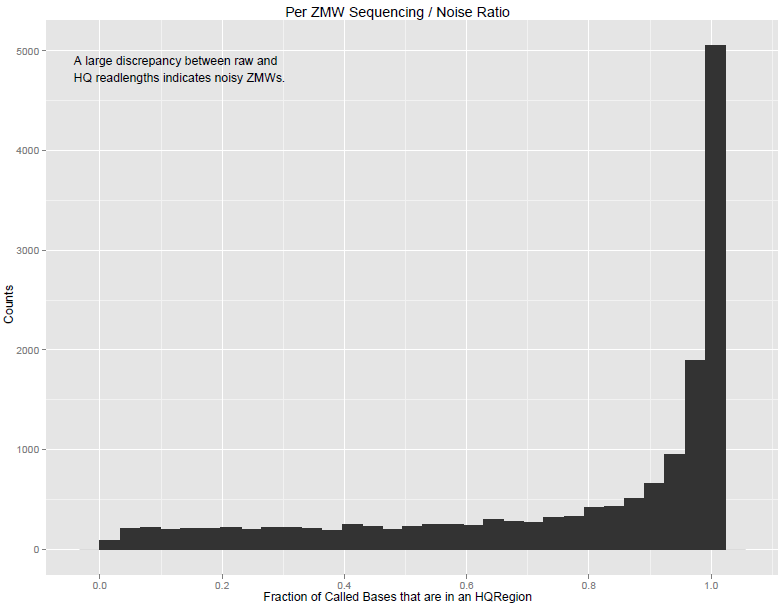 Per ZMW Sequencing / Noise Ratio
A large discrepancy between raw and
HQ readlengths indicates noisy ZMWs.
5000
4000
3000
2000
1000
0
Counts
0.0 0.2 0.4 0.6 0.8 1.0
Fraction of Called Bases that are in an HQRegion